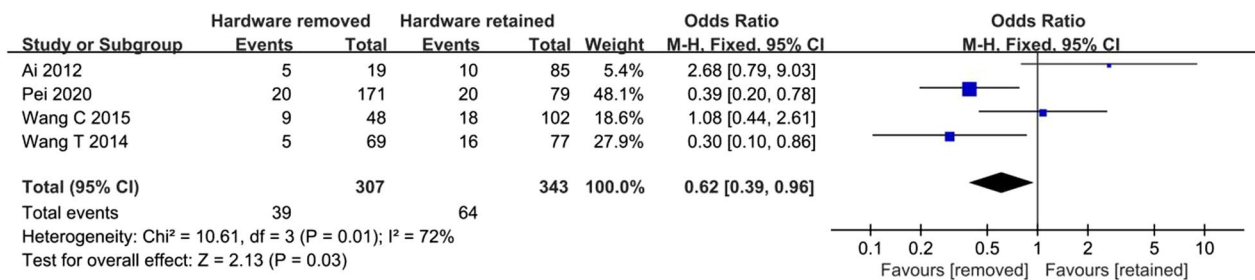 Hardware removed Hardware retained Odds Ratio Odds Ratio
Study or Subgroup Events Total Events Total Weight M-H, Fixed, 95% CI M-H, Fixed, 95% CI
Ai 2012 5 19 10 85 5.4% 2.68 [0.79, 9.03]
Pei 2020 20 171 20 79 48.1% 0.39 [0.20, 0.78]
Wang C 2015 9 48 18 102 18.6% 1.08 [0.44, 2.61]
Wang T 2014 5 69 16 77 27.9% 0.30 [0.10, 0.86]
Total (95% CI) 307 343 100.0% 0.62 [0.39, 0.96]
Total events 39 64
Heterogeneity: Chi² = 10.61, df = 3 (P = 0.01); I² = 72%
Test for overall effect: Z = 2.13 (P = 0.03)
0.1 0.2 0.5 1 2 5 10
Favours [removed] Favours [retained]